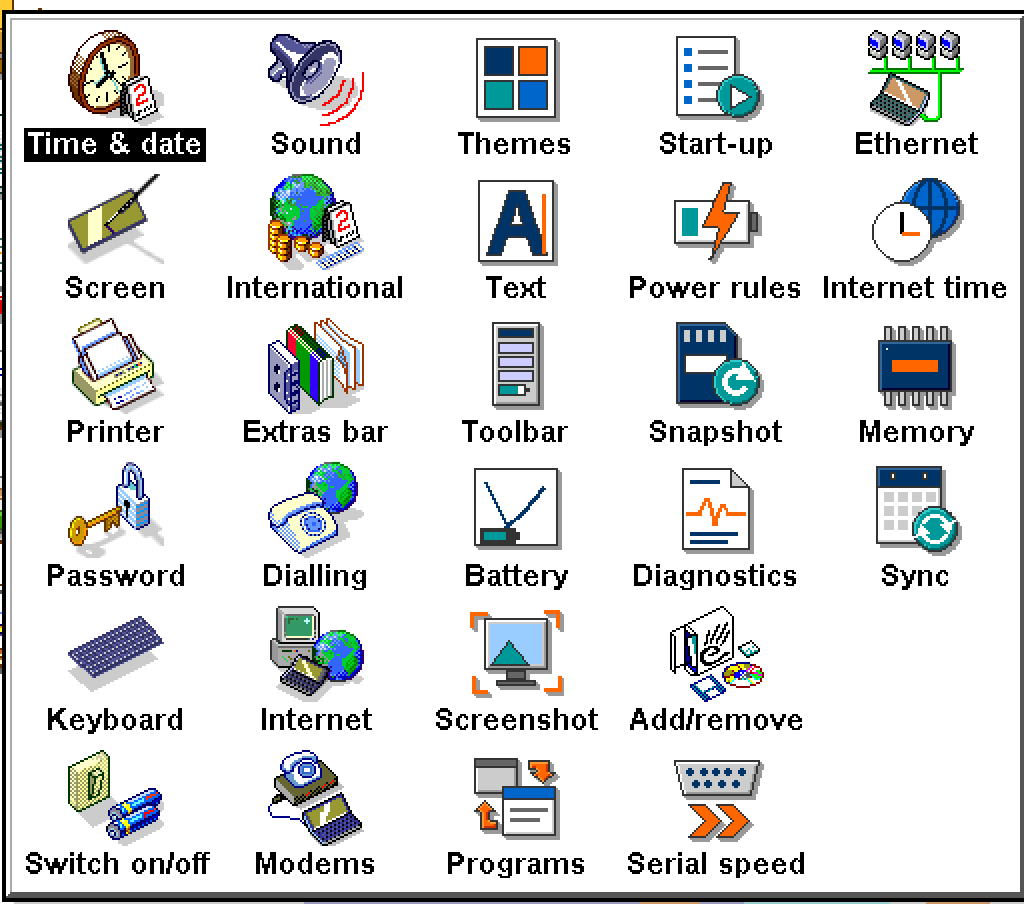 Time & date Sound Themes Start-up Ethernet
Screen International Text Power rules Internet time
Printer Extras bar Toolbar Snapshot Memory
Password Dialling Battery Diagnostics Sync
Keyboard Internet Screenshot Add/remove
Switch on/off Modems Programs Serial speed